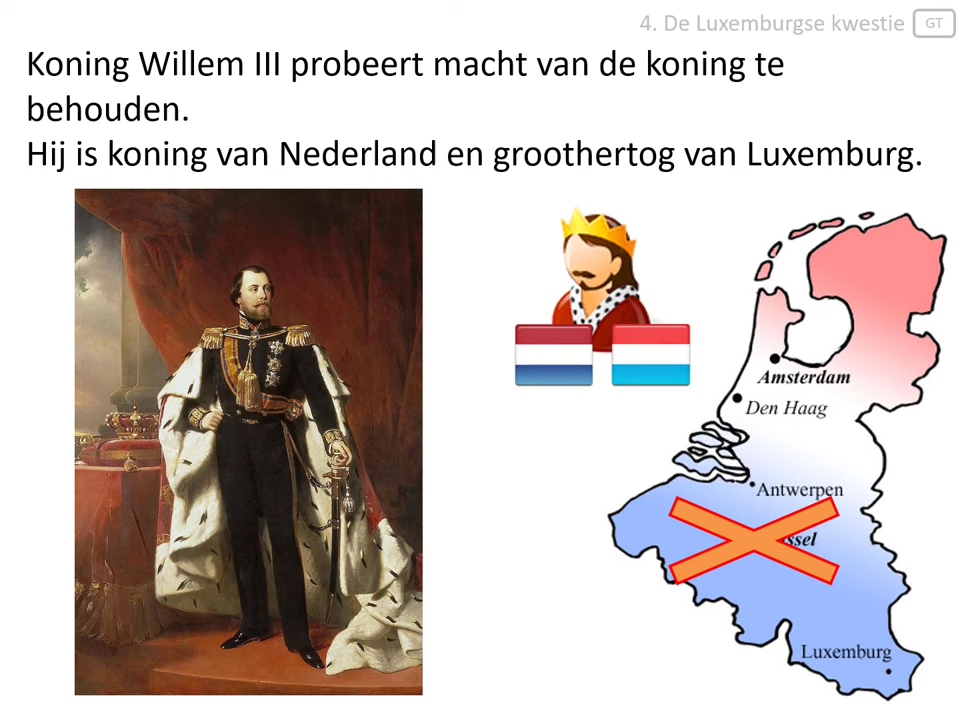 4. De Luxemburgse kwestie GT
Koning Willem III probeert macht van de koning te
behouden.
Hij is koning van Nederland en groothertog van Luxemburg.
Amsterdam
Den Haag
Antwerpen
ssel
Luxemburg